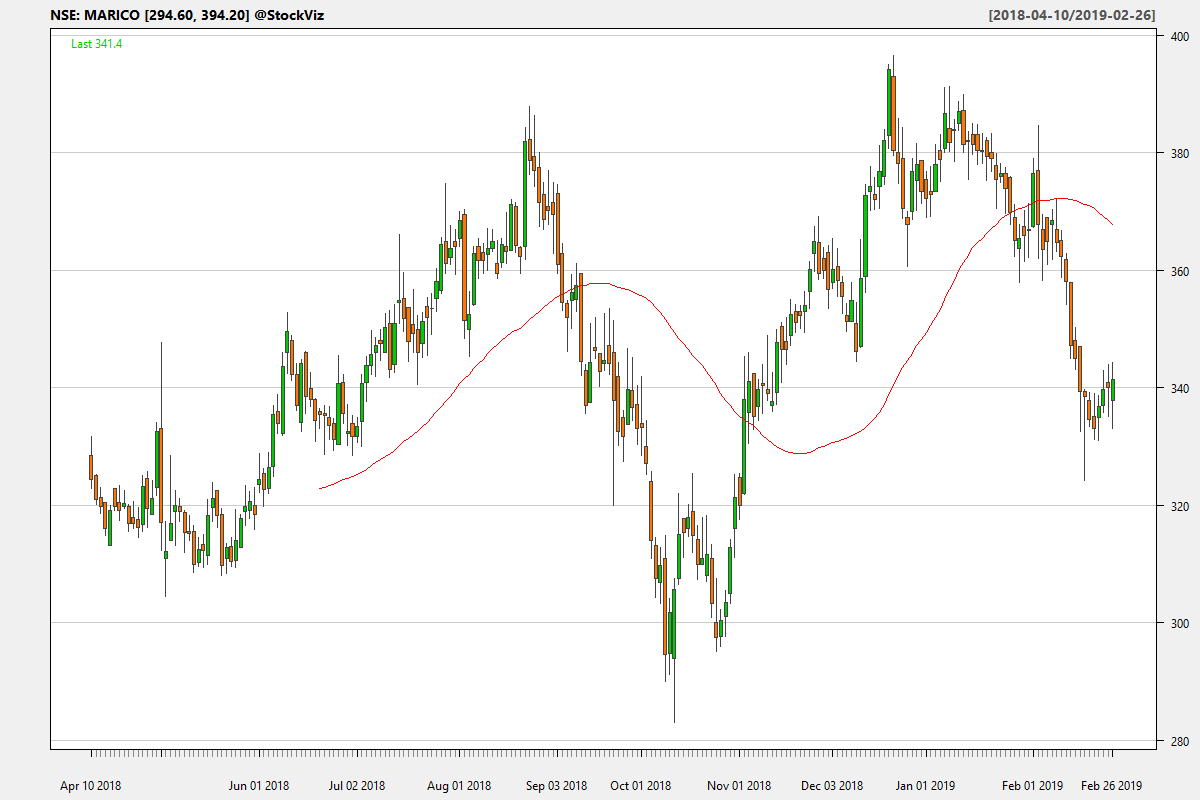 NSE: MARICO [294.60, 394.20] @StockViz
[2018-04-10/2019-02-26]
Last 341.4
400
380
360
340
320
300
280
Apr 10 2018
Jun 01 2018
Jul 02 2018
Aug 01 2018
Sep 03 2018
Oct 01 2018
Nov 01 2018
Dec 03 2018
Jan 01 2019
Feb 01 2019
Feb 26 2019